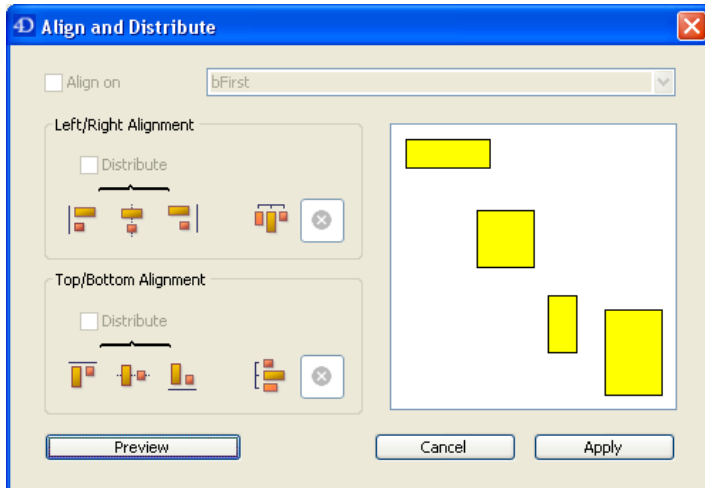 4D Align and Distribute
Align on
bFirst
Left/Right Alignment
Distribute
Top/Bottom Alignment
Distribute
Preview
Cancel
Apply